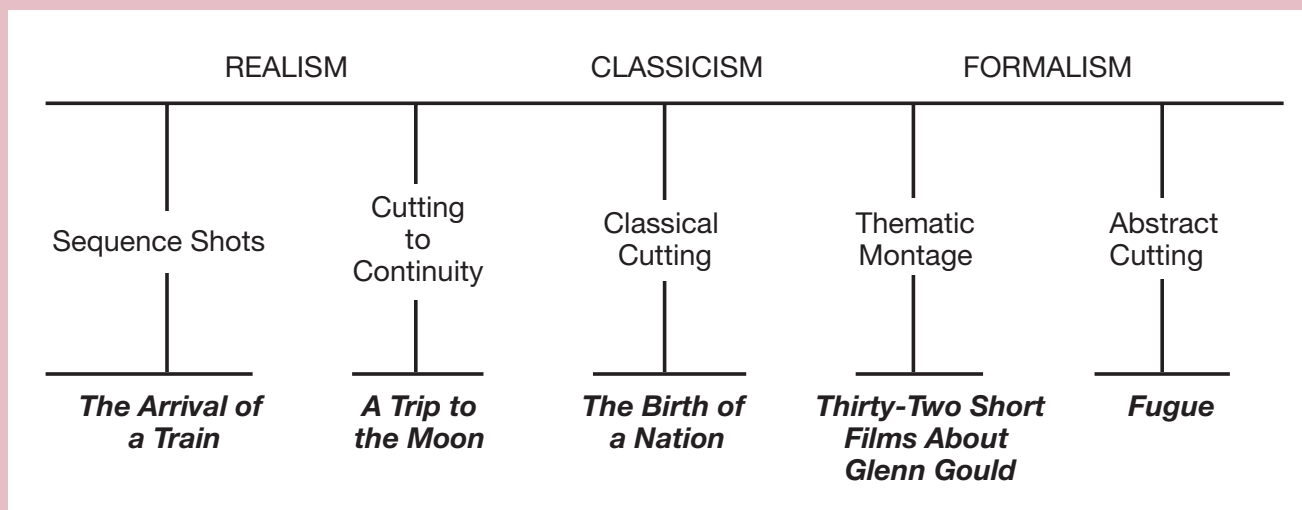 REALISM
CLASSICISM
FORMALISM
Sequence Shots
Cutting
to
Continuity
Classical
Cutting
Thematic
Montage
Abstract
Cutting
The Arrival of
a Train
A Trip to
the Moon
The Birth of
a Nation
Thirty-Two Short
Films About
Glenn Gould
Fugue